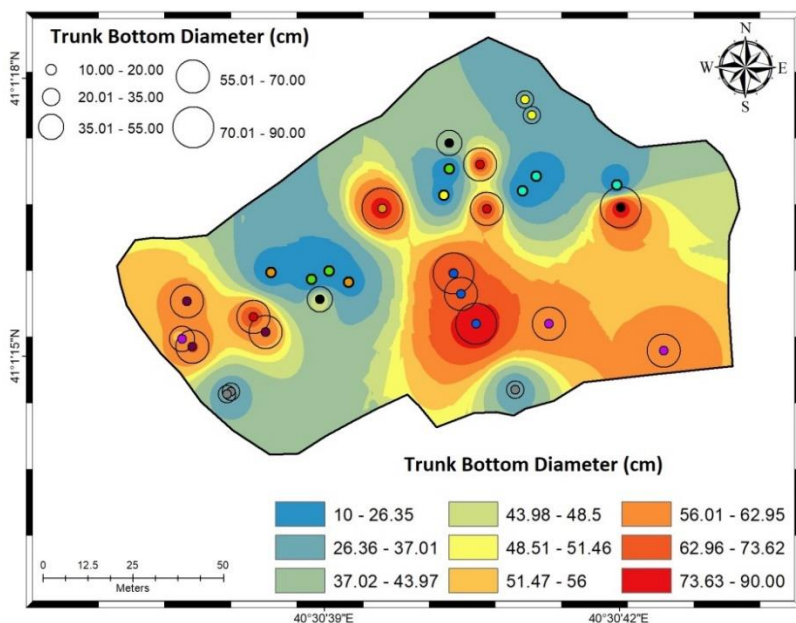 Trunk Bottom Diameter (cm)
10.00 - 20.00
20.01 - 35.00
35.01 - 55.00
55.01 - 70.00
70.01 - 90.00
N
W E
S
41°1'18"N
41°1'15"N
Trunk Bottom Diameter (cm)
10 - 26.35
26.36 - 37.01
37.02 - 43.97
43.98 - 48.5
48.51 - 51.46
51.47 - 56
56.01 - 62.95
62.96 - 73.62
73.63 - 90.00
0 12.5 25 50
Meters
40°30'39"E
40°30'42"E